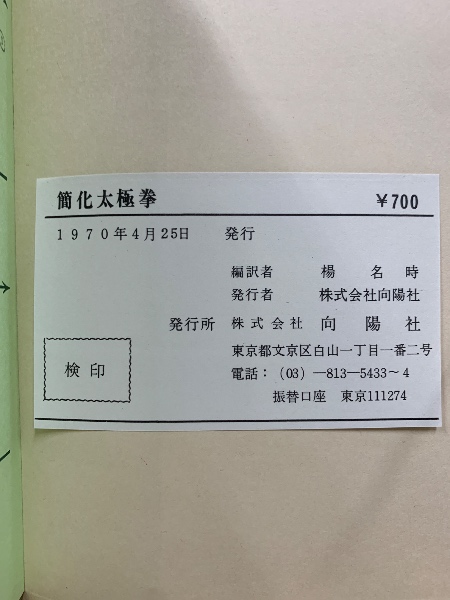 簡化太極拳 ¥700
1970年4月25日 発行
編訳者 楊名時
発行者 株式会社向陽社
発行所 株式会社 向陽社
東京都文京区白山一丁目一番二号
電話：（03）―813―5433～4
振替口座 東京111274
検印